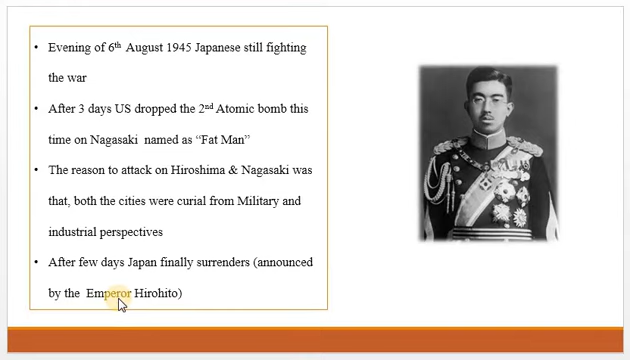 • Evening of 6th August 1945 Japanese still fighting
the war
• After 3 days US dropped the 2nd Atomic bomb this
time on Nagasaki named as “Fat Man”
• The reason to attack on Hiroshima & Nagasaki was
that, both the cities were curial from Military and
industrial perspectives
• After few days Japan finally surrenders (announced
by the Emperor Hirohito)